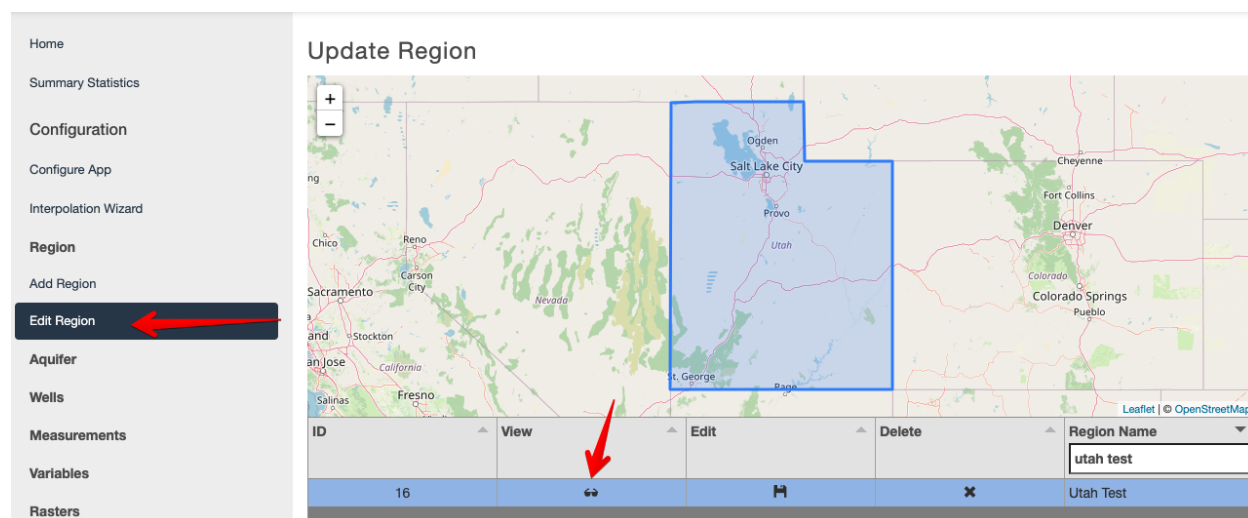 Home
Summary Statistics
Configuration
Configure App
Interpolation Wizard
Region
Add Region
Edit Region
Aquifer
Wells
Measurements
Variables
Rasters
Update Region
+
−
Ogden
Salt Lake City
Provo
Utah
Cheyenne
Fort Collins
Denver
Colorado
Colorado Springs
Pueblo
ng
Chico
Reno
Carson
City
Sacramento
Nevada
and
Stockton
an Jose
California
Salinas
Fresno
St. George
Page
Leaflet | © OpenStreetMap
ID View Edit Delete Region Name
utah test
16 Utah Test